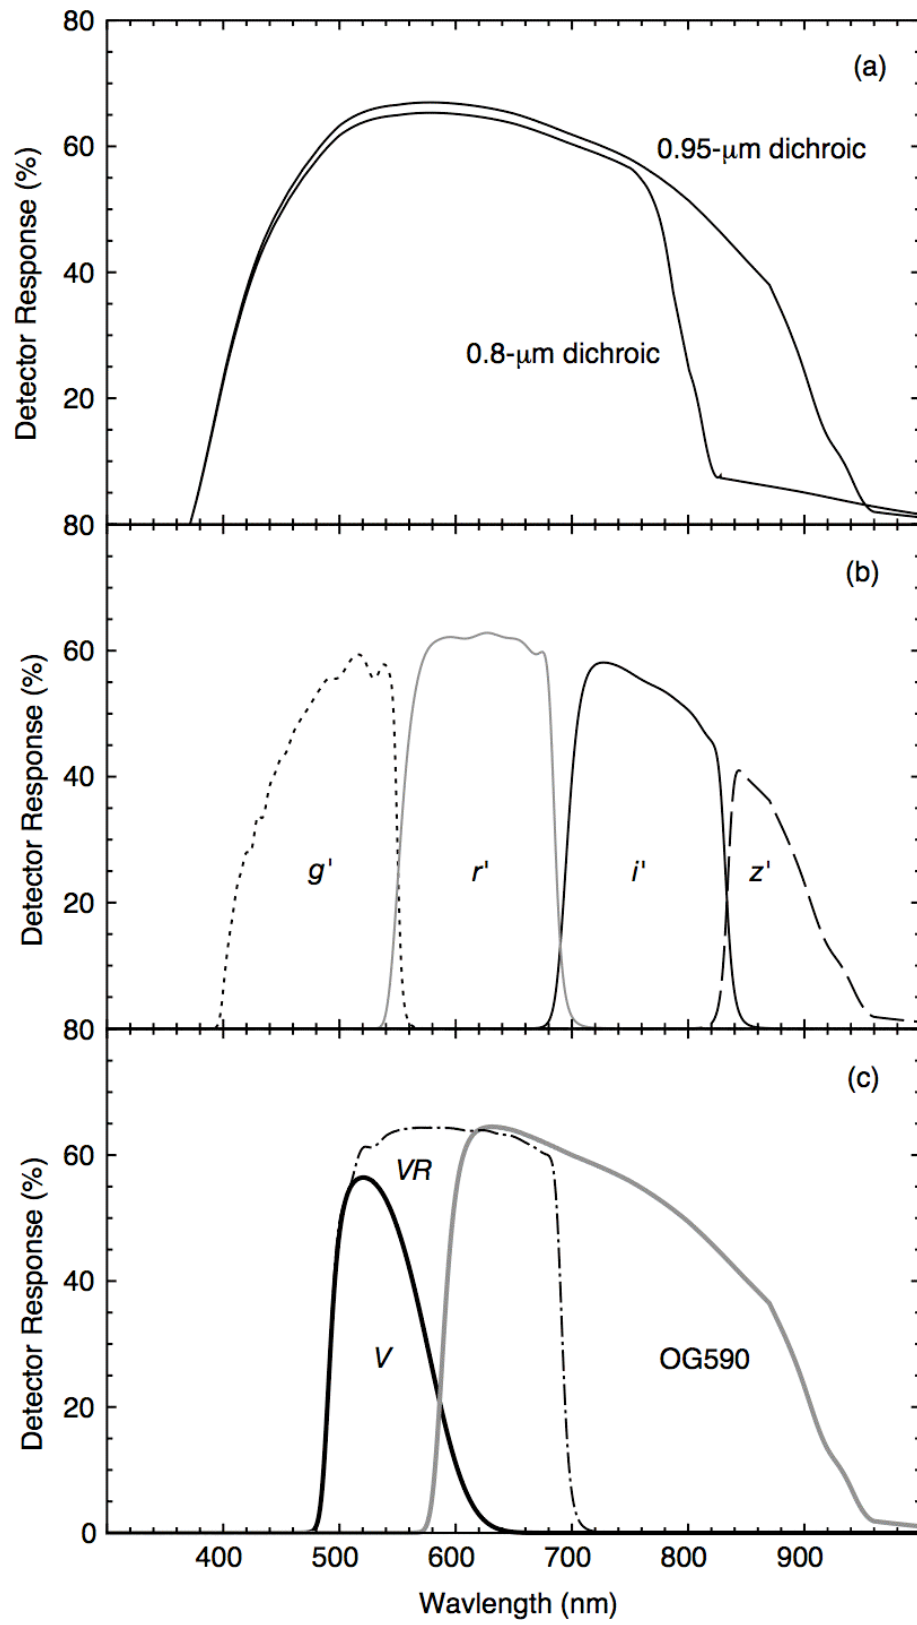 80
(a)
60
0.95-μm dichroic
Detector Response (%)
40
0.8-μm dichroic
20
80
(b)
60
Detector Response (%)
40
g' r' i' z'
20
80
(c)
60
VR
Detector Response (%)
40
V OG590
20
0
400 500 600 700 800 900
Wavlength (nm)